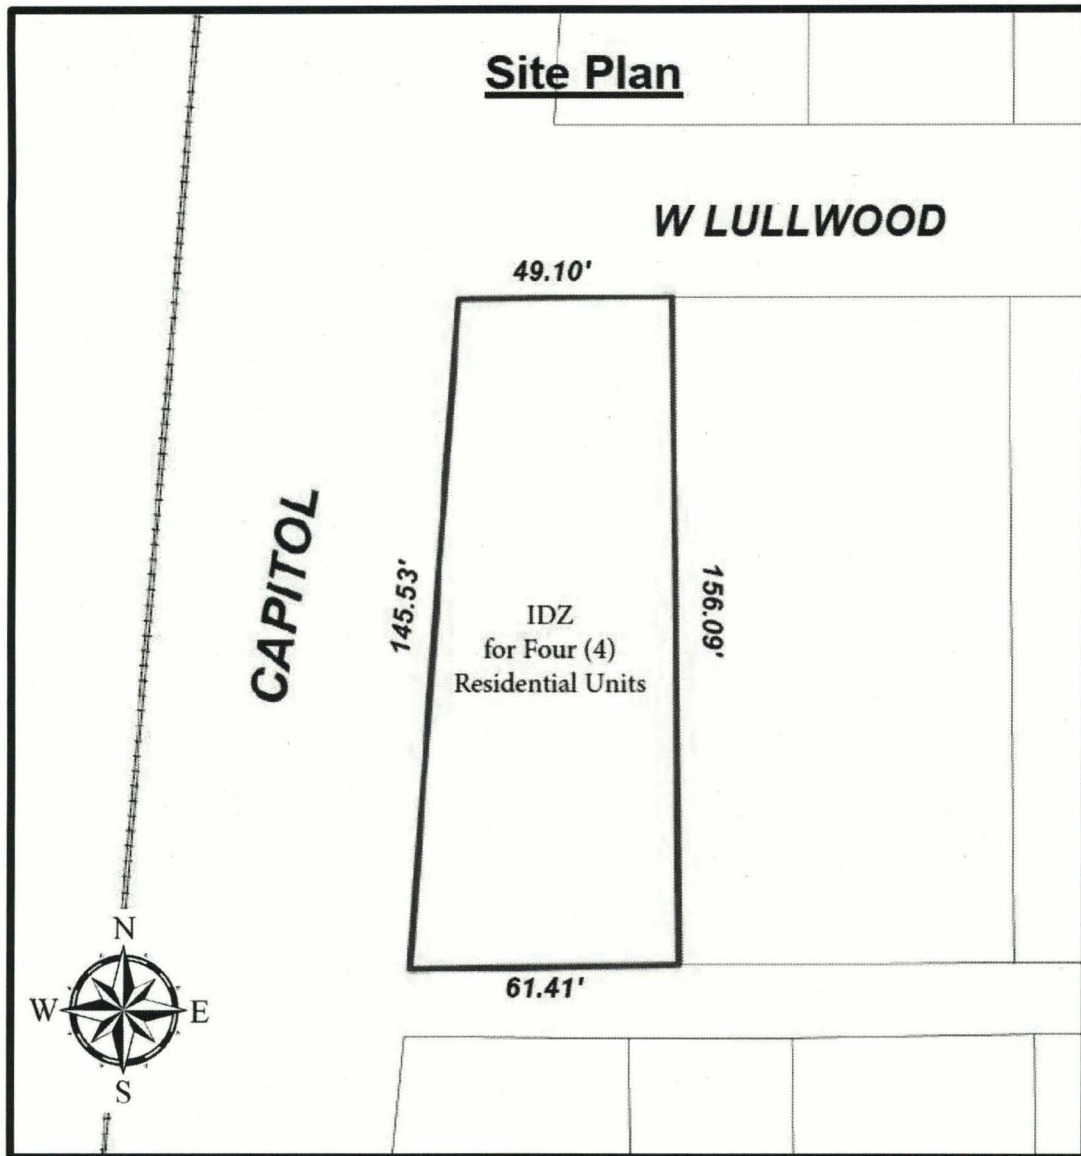 Site Plan
W LULLWOOD
49.10'
CAPITOL
145.53'
156.09'
IDZ
for Four (4)
Residential Units
61.41'
N
W
E
S